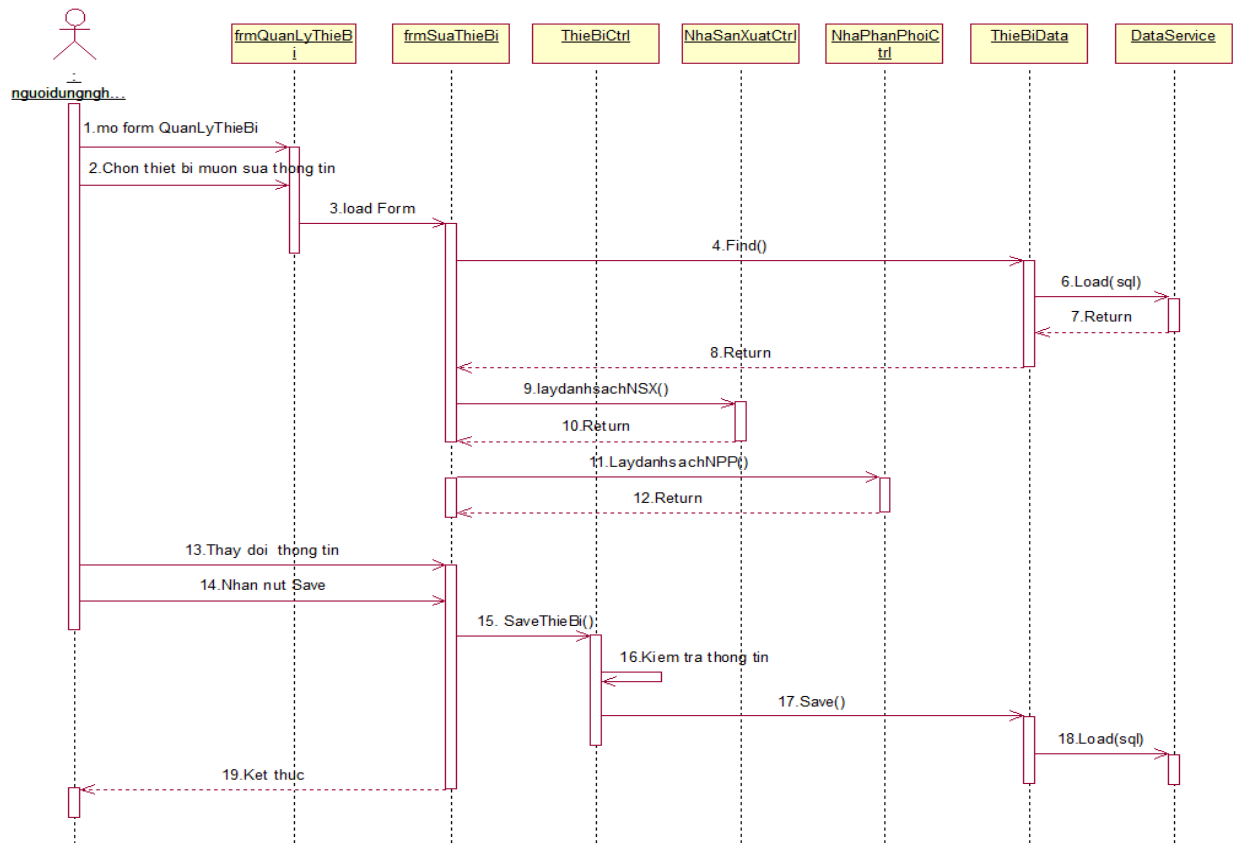 frmQuanLyThieB
i
frmSuaThieBi
ThieBiCtrl
NhaSanXuatCtrl
NhaPhanPhoiC
trl
ThieBiData
DataService
:
nguoidungngh...
1.mo form QuanLyThieBi
2.Chon thiet bi muon sua thong tin
3.load Form
4.Find()
6.Load(sql)
7.Return
8.Return
9.laydanhsachNSX()
10.Return
11.LaydanhsachNPP()
12.Return
13.Thay doi thong tin
14.Nhan nut Save
15. SaveThieBi()
16.Kiem tra thong tin
17.Save()
18.Load(sql)
19.Ket thuc